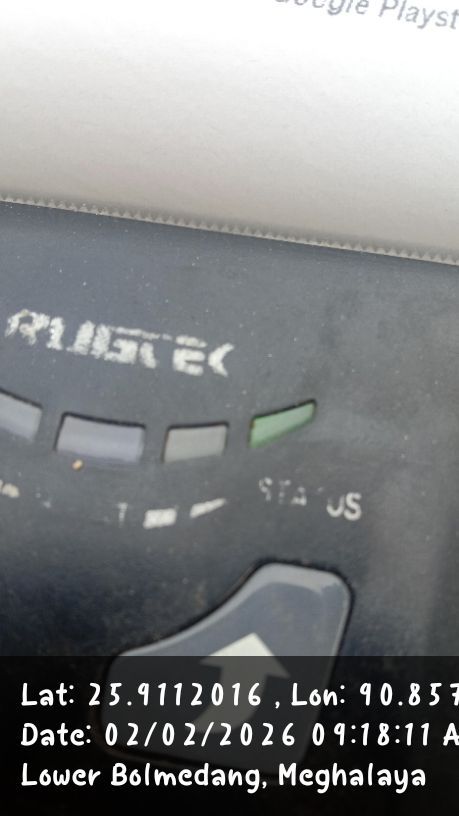 Google Playst
RUGTEK
STATUS
Lat: 25.9112016 , Lon: 90.857
Date: 02/02/2026 09:18:11 A
Lower Bolmedang, Meghalaya